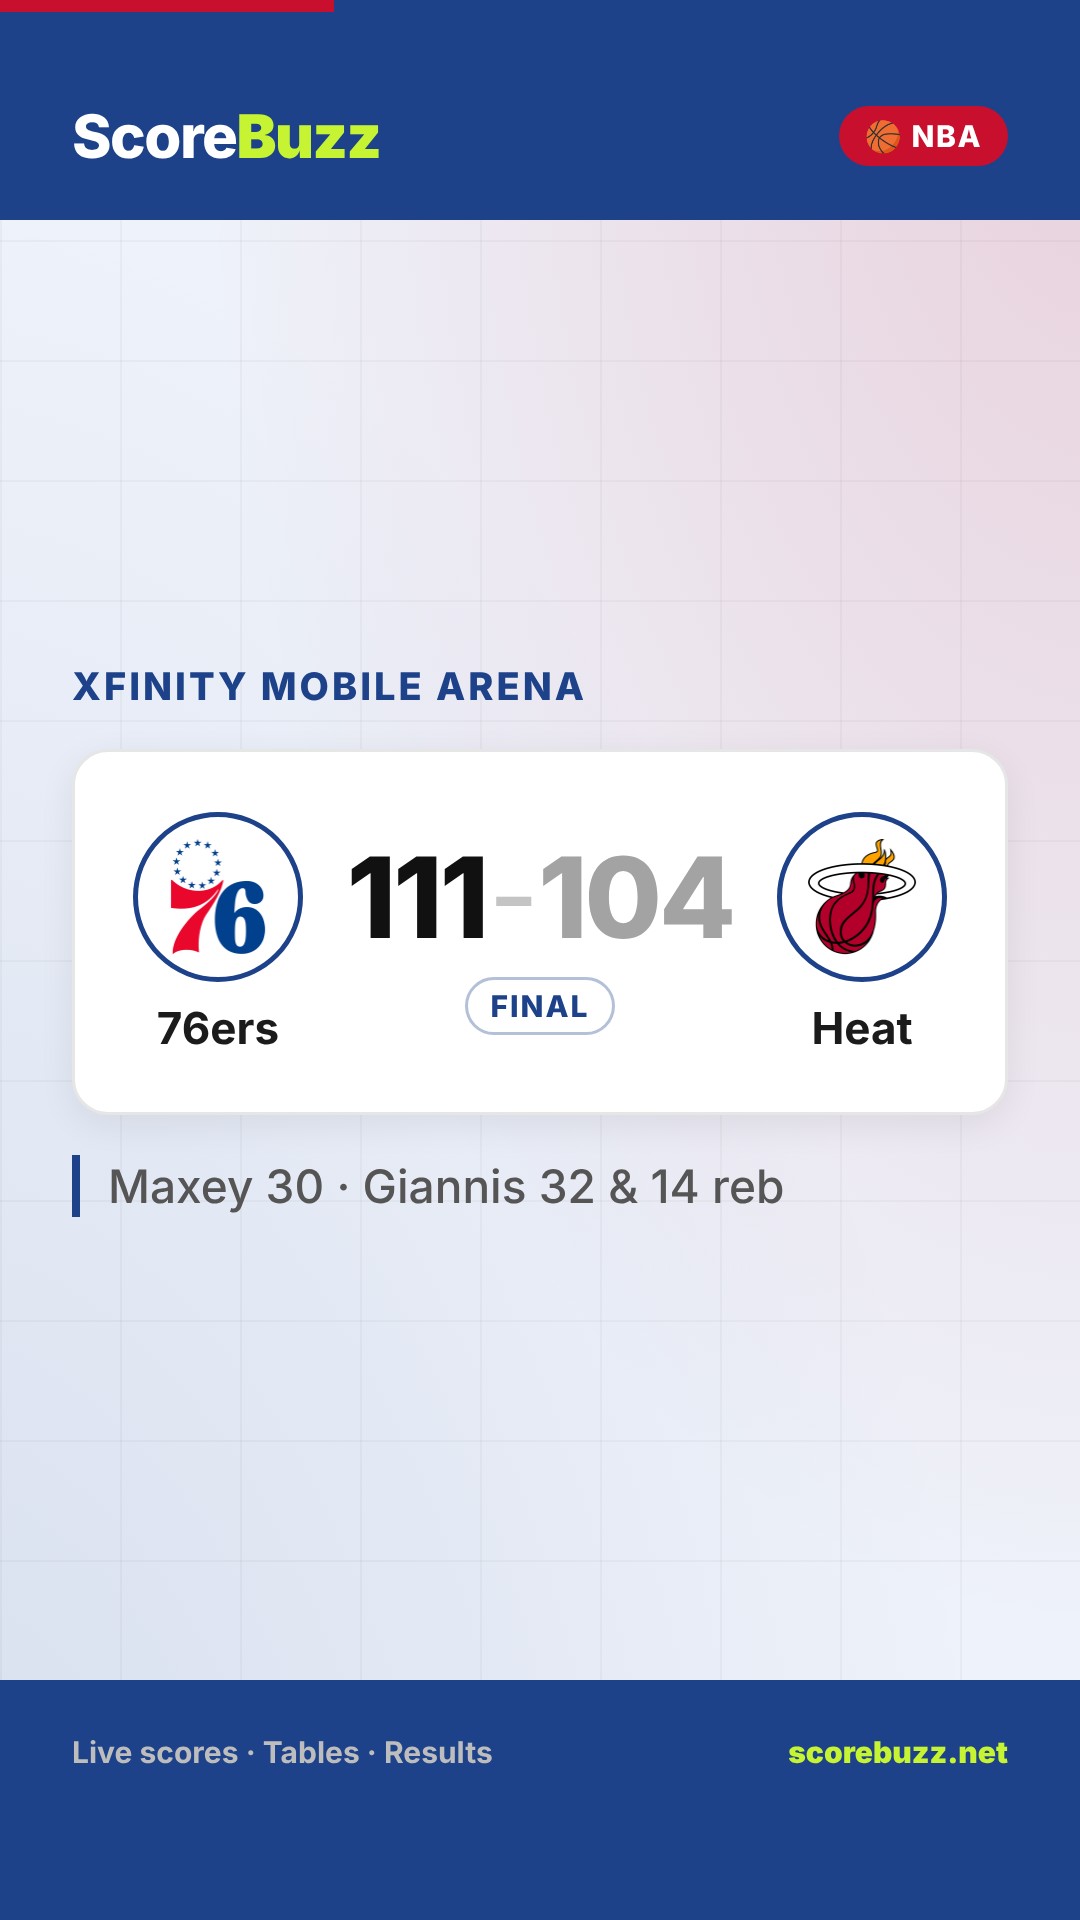 ScoreBuzz
🏀 NBA
XFINITY MOBILE ARENA
76
111-104
FINAL
76ers
Heat
Maxey 30 · Giannis 32 & 14 reb
Live scores · Tables · Results
scorebuzz.net